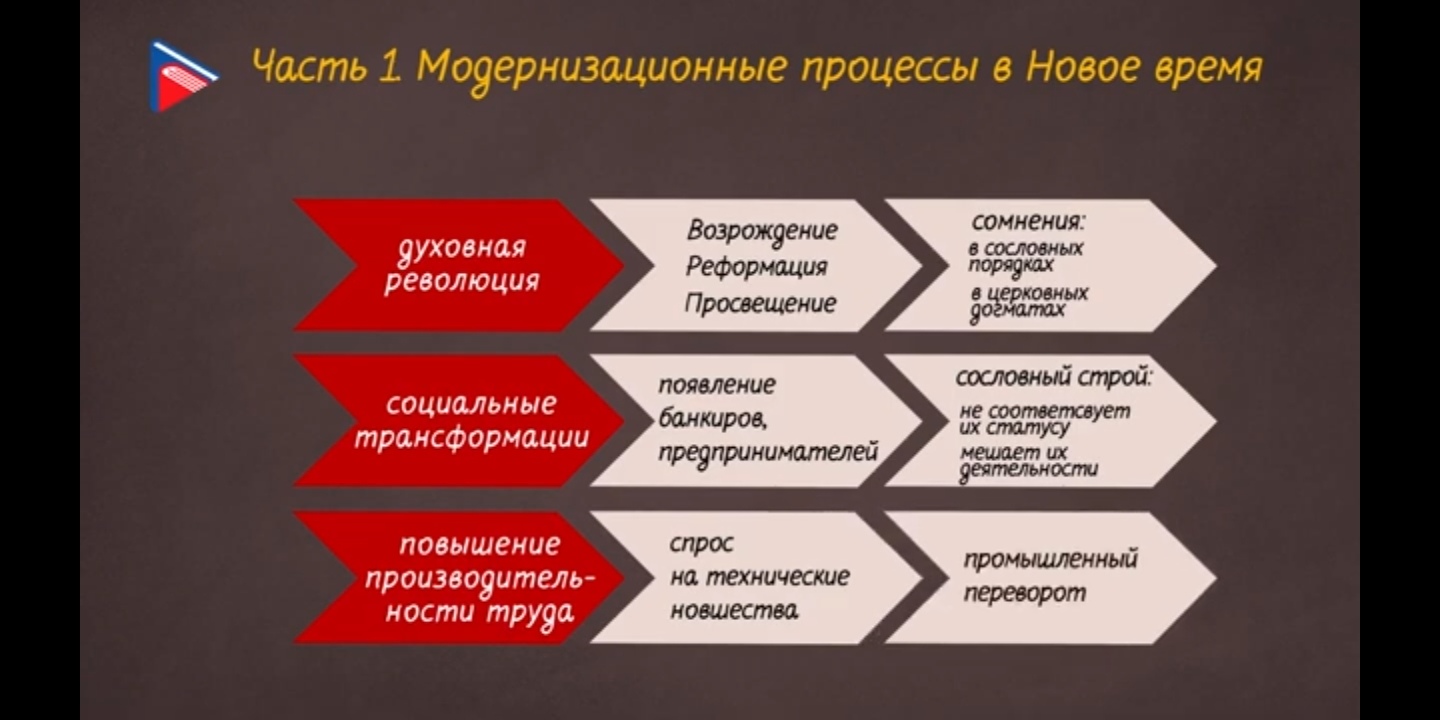 Часть 1 Модернизационные процессы в Новое время
духовная
революция
Возрождение
Реформация
Просвещение
сомнения:
в сословных
порядках
в церковных
догматах
социальные
трансформации
появление
банкиров,
предпринимателей
сословный строй:
не соответсвует
их статусу
мешает их
деятельности
повышение
производитель-
ности труда
спрос
на технические
новшества
промышленный
переворот